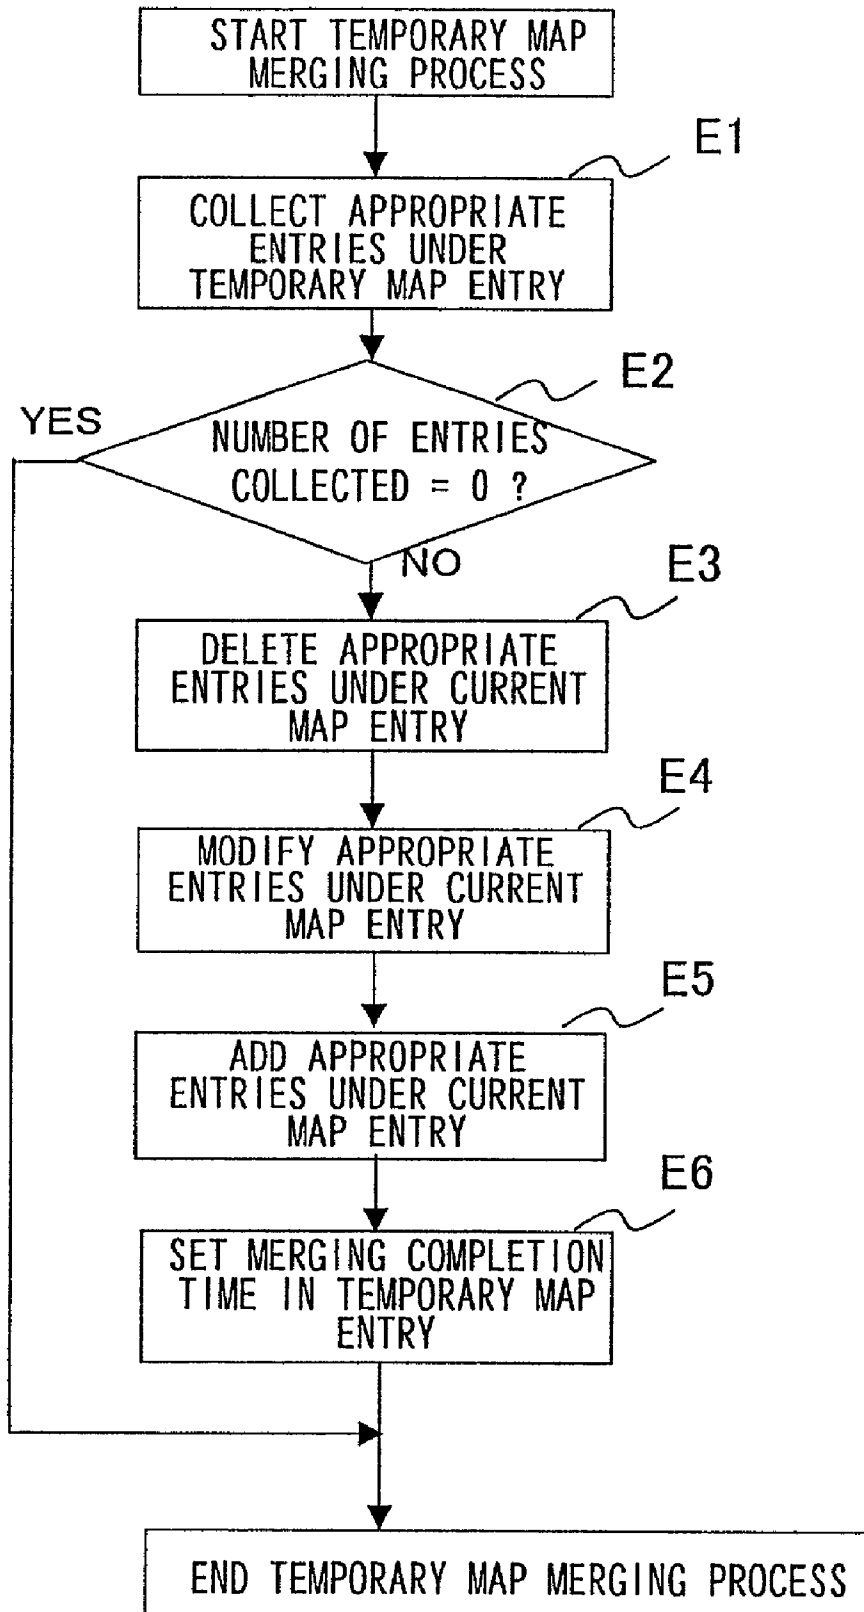 START TEMPORARY MAP
MERGING PROCESS
E1
COLLECT APPROPRIATE
ENTRIES UNDER
TEMPORARY MAP ENTRY
E2
YES
NUMBER OF ENTRIES
COLLECTED = 0 ?
NO
E3
DELETE APPROPRIATE
ENTRIES UNDER CURRENT
MAP ENTRY
E4
MODIFY APPROPRIATE
ENTRIES UNDER CURRENT
MAP ENTRY
E5
ADD APPROPRIATE
ENTRIES UNDER CURRENT
MAP ENTRY
E6
SET MERGING COMPLETION
TIME IN TEMPORARY MAP
ENTRY
END TEMPORARY MAP MERGING PROCESS